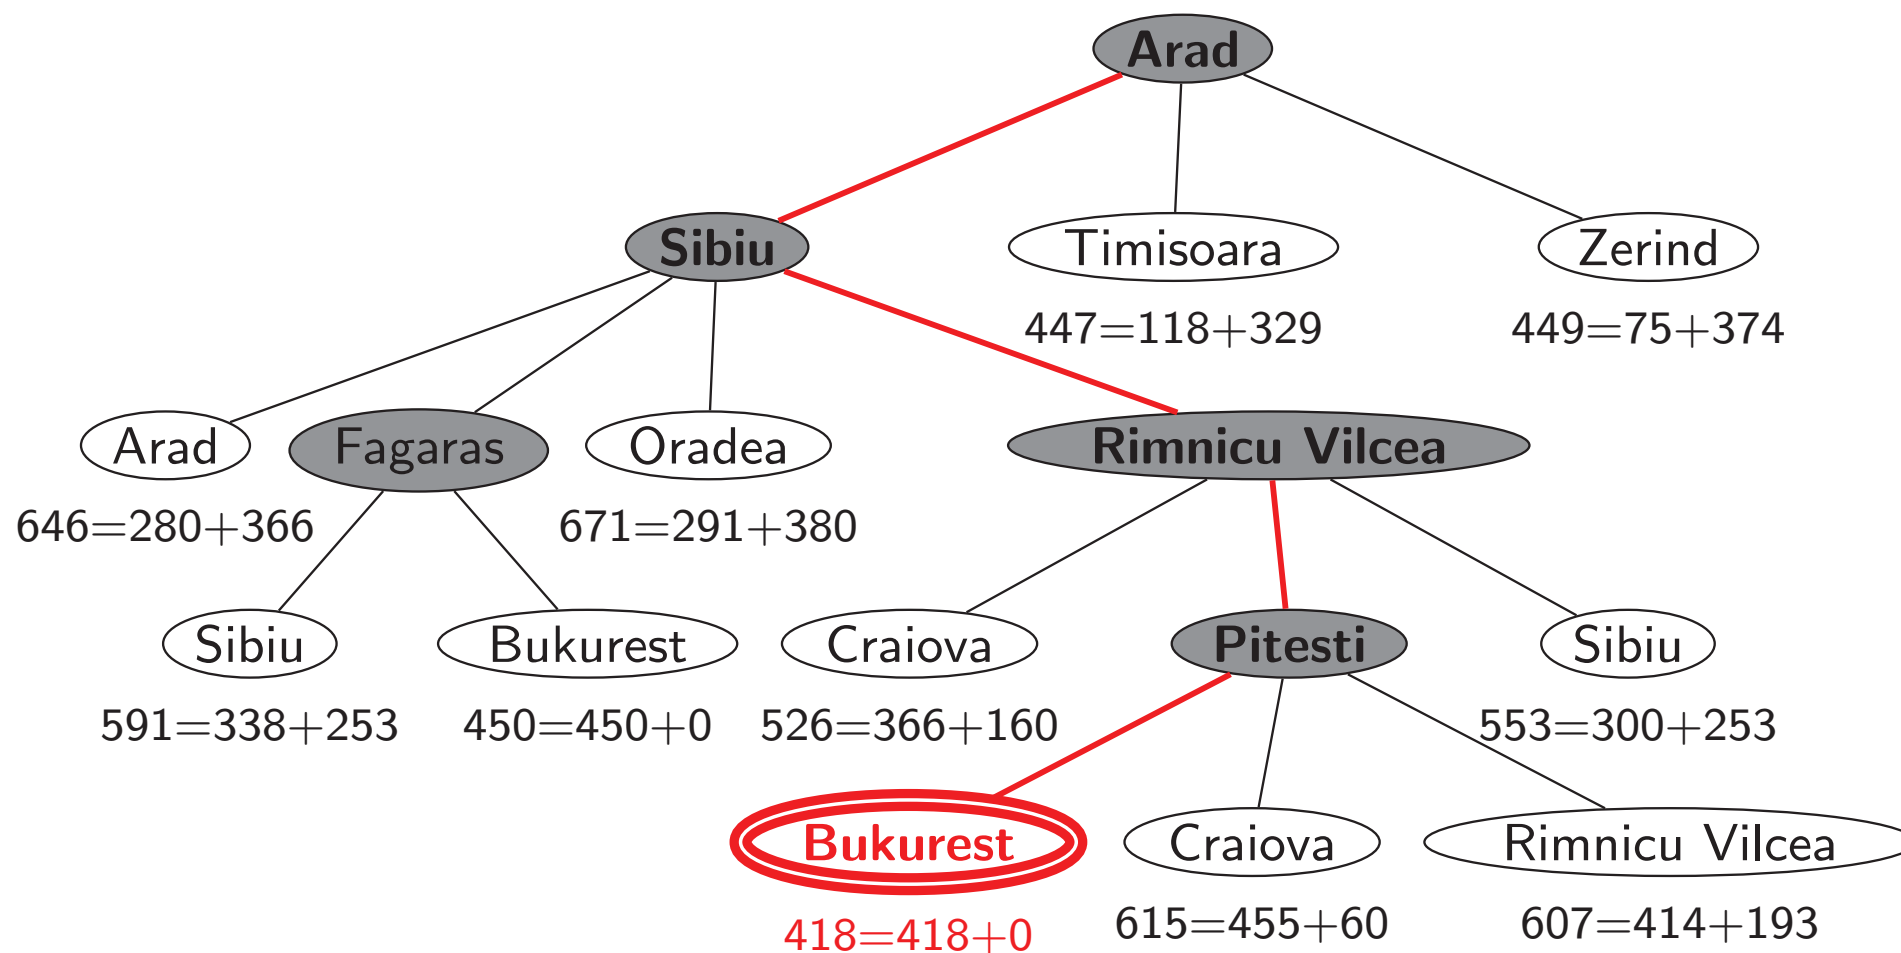 Arad
Sibiu
Timisoara
Zerind
447=118+329
449=75+374
Arad
Fagaras
Oradea
Rimnicu Vilcea
646=280+366
671=291+380
Sibiu
Bukurest
Craiova
Pitesti
Sibiu
591=338+253
450=450+0
526=366+160
553=300+253
Bukurest
Craiova
Rimnicu Vilcea
418=418+0
615=455+60
607=414+193